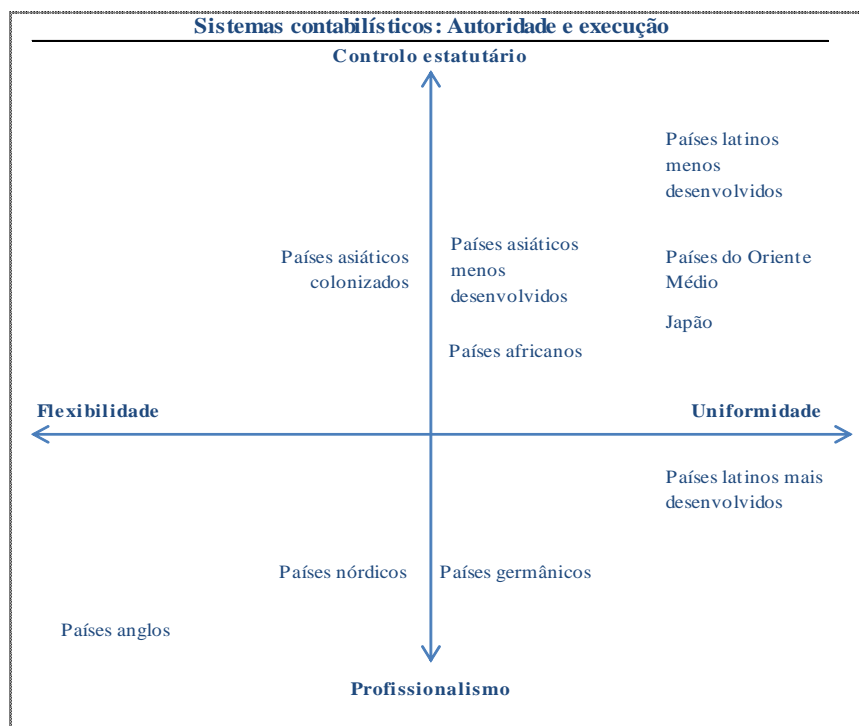 Sistemas contabilísticos: Autoridade e execução
Controlo estatutário
Países latinos
menos
desenvolvidos
Países asiáticos
colonizados
Países asiáticos
menos
desenvolvidos
Países do Oriente
Médio
Japão
Países africanos
Flexibilidade
Uniformidade
Países latinos mais
desenvolvidos
Países nórdicos
Países germânicos
Países anglos
Profissionalismo